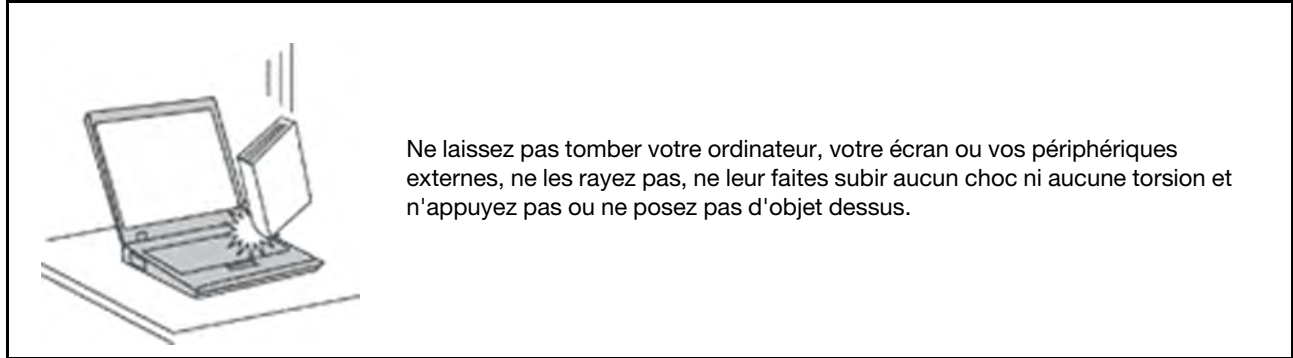 Ne laissez pas tomber votre ordinateur, votre écran ou vos périphériques
externes, ne les rayez pas, ne leur faites subir aucun choc ni aucune torsion et
n'appuyez pas ou ne posez pas d'objet dessus.